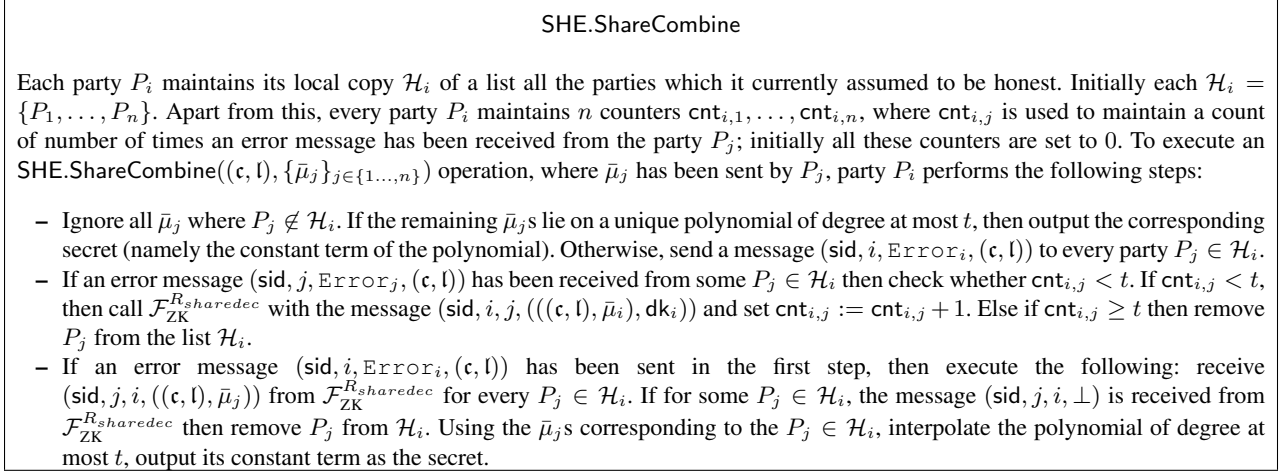 SHE.ShareCombine
Each party P_i maintains its local copy ℋ_i of a list all the parties which it currently assumed to be honest. Initially each ℋ_i =
{P_1, . . . , P_n}. Apart from this, every party P_i maintains n counters cnt_{i,1}, . . . , cnt_{i,n}, where cnt_{i,j} is used to maintain a count
of number of times an error message has been received from the party P_j; initially all these counters are set to 0. To execute an
SHE.ShareCombine((𝔠, 𝔩), {μ̄_j}_{j∈{1...,n}}) operation, where μ̄_j has been sent by P_j, party P_i performs the following steps:
– Ignore all μ̄_j where P_j ∉ ℋ_i. If the remaining μ̄_js lie on a unique polynomial of degree at most t, then output the corresponding
secret (namely the constant term of the polynomial). Otherwise, send a message (sid, i, Error_i, (𝔠, 𝔩)) to every party P_j ∈ ℋ_i.
– If an error message (sid, j, Error_j, (𝔠, 𝔩)) has been received from some P_j ∈ ℋ_i then check whether cnt_{i,j} < t. If cnt_{i,j} < t,
then call ℱ_{ZK}^{R_{sharedec}} with the message (sid, i, j, (((𝔠, 𝔩), μ̄_i), dk_i)) and set cnt_{i,j} := cnt_{i,j} + 1. Else if cnt_{i,j} ≥ t then remove
P_j from the list ℋ_i.
– If an error message (sid, i, Error_i, (𝔠, 𝔩)) has been sent in the first step, then execute the following: receive
(sid, j, i, ((𝔠, 𝔩), μ̄_j)) from ℱ_{ZK}^{R_{sharedec}} for every P_j ∈ ℋ_i. If for some P_j ∈ ℋ_i, the message (sid, j, i, ⊥) is received from
ℱ_{ZK}^{R_{sharedec}} then remove P_j from ℋ_i. Using the μ̄_js corresponding to the P_j ∈ ℋ_i, interpolate the polynomial of degree at
most t, output its constant term as the secret.